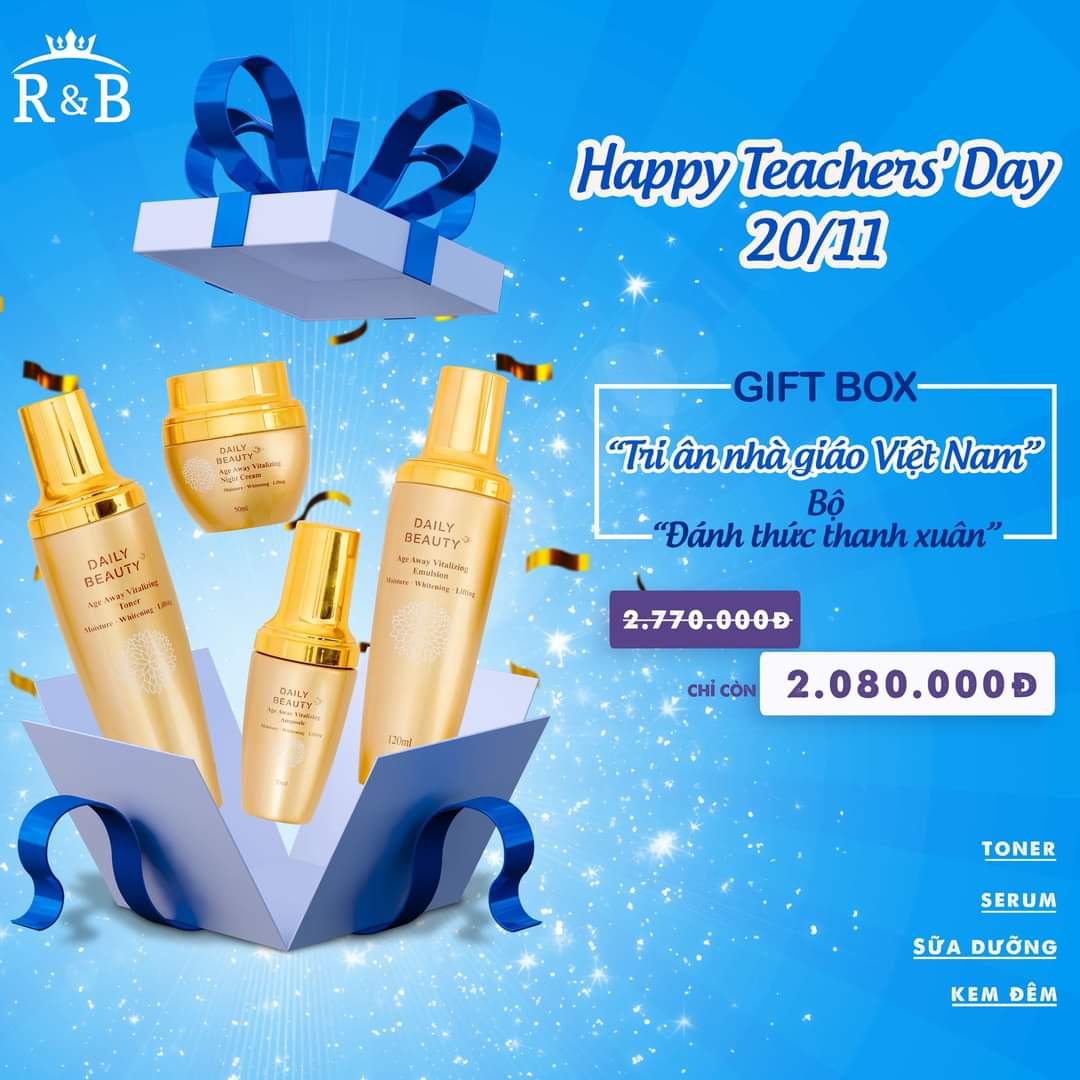 R&B
Happy Teachers' Day
20/11
GIFT BOX
“Tri ân nhà giáo Việt Nam”
Bộ
“Đánh thức thanh xuân”
2.770.000Đ
CHỈ CÒN 2.080.000Đ
DAILY
BEAUTY
Age Away Vitalizing
Night Cream
Moisture · Whitening · Lifting
50ml
DAILY
BEAUTY
Age Away Vitalizing
Toner
Moisture · Whitening · Lifting
DAILY
BEAUTY
Age Away Vitalizing
Emulsion
Moisture · Whitening · Lifting
120ml
DAILY
BEAUTY
Age Away Vitalizing
Ampoule
Moisture · Whitening · Lifting
TONER
SERUM
SỮA DƯỠNG
KEM ĐÊM